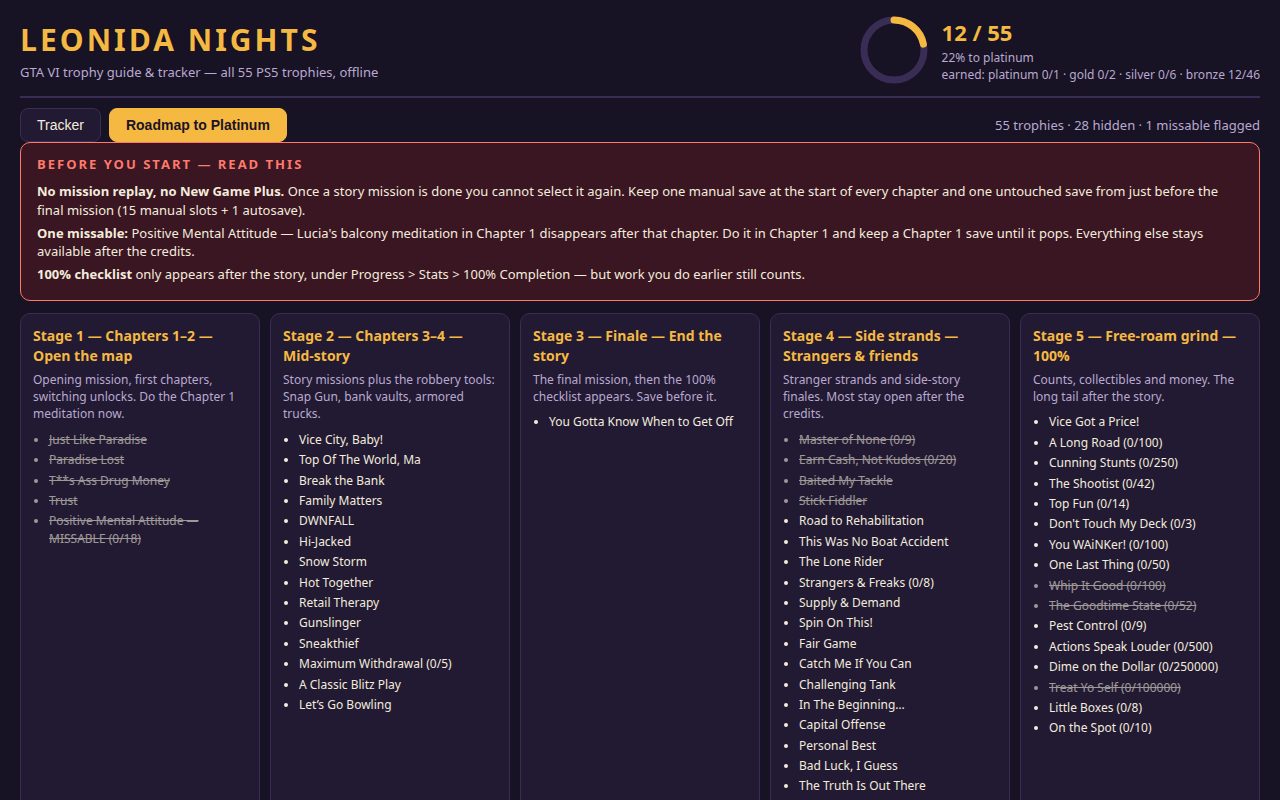 LEONIDA NIGHTS
GTA VI trophy guide & tracker — all 55 PS5 trophies, offline
12 / 55
22% to platinum
earned: platinum 0/1 · gold 0/2 · silver 0/6 · bronze 12/46
Tracker
Roadmap to Platinum
55 trophies · 28 hidden · 1 missable flagged
BEFORE YOU START — READ THIS
No mission replay, no New Game Plus. Once a story mission is done you cannot select it again. Keep one manual save at the start of every chapter and one untouched save from just before the
final mission (15 manual slots + 1 autosave).
One missable: Positive Mental Attitude — Lucia's balcony meditation in Chapter 1 disappears after that chapter. Do it in Chapter 1 and keep a Chapter 1 save until it pops. Everything else stays
available after the credits.
100% checklist only appears after the story, under Progress > Stats > 100% Completion — but work you do earlier still counts.
Stage 1 — Chapters 1–2 —
Open the map
Opening mission, first chapters,
switching unlocks. Do the Chapter 1
meditation now.
Just Like Paradise
Paradise Lost
T**s Ass Drug Money
Trust
Positive Mental Attitude —
MISSABLE (0/18)
Stage 2 — Chapters 3–4 —
Mid-story
Story missions plus the robbery tools:
Snap Gun, bank vaults, armored
trucks.
Vice City, Baby!
Top Of The World, Ma
Break the Bank
Family Matters
DWNFALL
Hi-Jacked
Snow Storm
Hot Together
Retail Therapy
Gunslinger
Sneakthief
Maximum Withdrawal (0/5)
A Classic Blitz Play
Let's Go Bowling
Stage 3 — Finale — End the
story
The final mission, then the 100%
checklist appears. Save before it.
You Gotta Know When to Get Off
Stage 4 — Side strands —
Strangers & friends
Stranger strands and side-story
finales. Most stay open after the
credits.
Master of None (0/9)
Earn Cash, Not Kudos (0/20)
Baited My Tackle
Stick Fiddler
Road to Rehabilitation
This Was No Boat Accident
The Lone Rider
Strangers & Freaks (0/8)
Supply & Demand
Spin On This!
Fair Game
Catch Me If You Can
Challenging Tank
In The Beginning...
Capital Offense
Personal Best
Bad Luck, I Guess
The Truth Is Out There
Stage 5 — Free-roam grind —
100%
Counts, collectibles and money. The
long tail after the story.
Vice Got a Price!
A Long Road (0/100)
Cunning Stunts (0/250)
The Shootist (0/42)
Top Fun (0/14)
Don't Touch My Deck (0/3)
You WAiNKer! (0/100)
One Last Thing (0/50)
Whip It Good (0/100)
The Goodtime State (0/52)
Pest Control (0/9)
Actions Speak Louder (0/500)
Dime on the Dollar (0/250000)
Treat Yo Self (0/100000)
Little Boxes (0/8)
On the Spot (0/10)